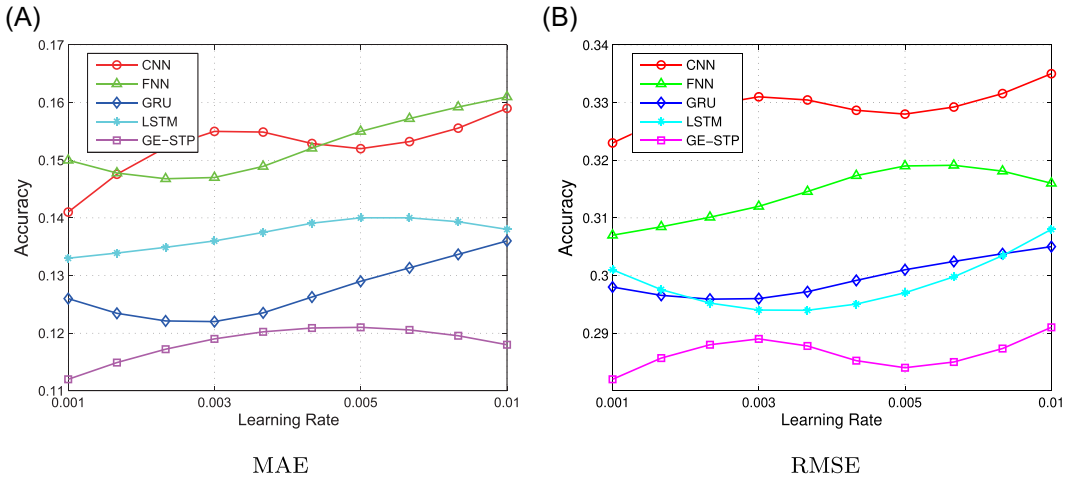 (A)
0.17
0.16
0.15
0.14
0.13
0.12
0.11
Accuracy
CNN
FNN
GRU
LSTM
GE-STP
0.001
0.003
0.005
0.01
Learning Rate
MAE
(B)
0.34
0.33
0.32
0.31
0.3
0.29
Accuracy
CNN
FNN
GRU
LSTM
GE-STP
0.001
0.003
0.005
0.01
Learning Rate
RMSE